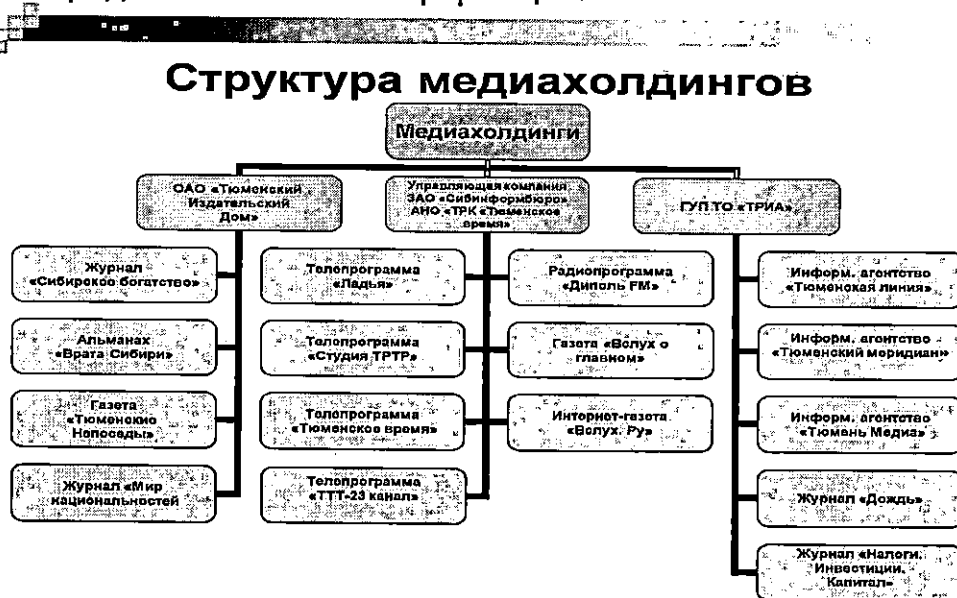 Структура медиахолдингов
Медиахолдинги
ОАО «Тюменский
Издательский
Дом»
Управляющая компания
ЗАО «Сибинформбюро»
АНО «ТРК «Тюменское
время»
ГУП ТО «ТРИА»
Журнал
«Сибирское богатство»
Альманах
«Врата Сибири»
Газета
«Тюменские
Непоседы»
Журнал «Мир
национальностей
Телепрограмма
«Ладья»
Телепрограмма
«Студия ТРТР»
Телепрограмма
«Тюменское время»
Телепрограмма
«ТТТ-23 канал»
Радиопрограмма
«Диполь FM»
Газета «Вслух о
главном»
Интернет-газета
«Вслух. Ру»
Информ. агентство
«Тюменская линия»
Информ. агентство
«Тюменский меридиан»
Информ. агентство
«Тюмень Медиа»
Журнал «Дождь»
Журнал «Налоги.
Инвестиции.
Капитал»